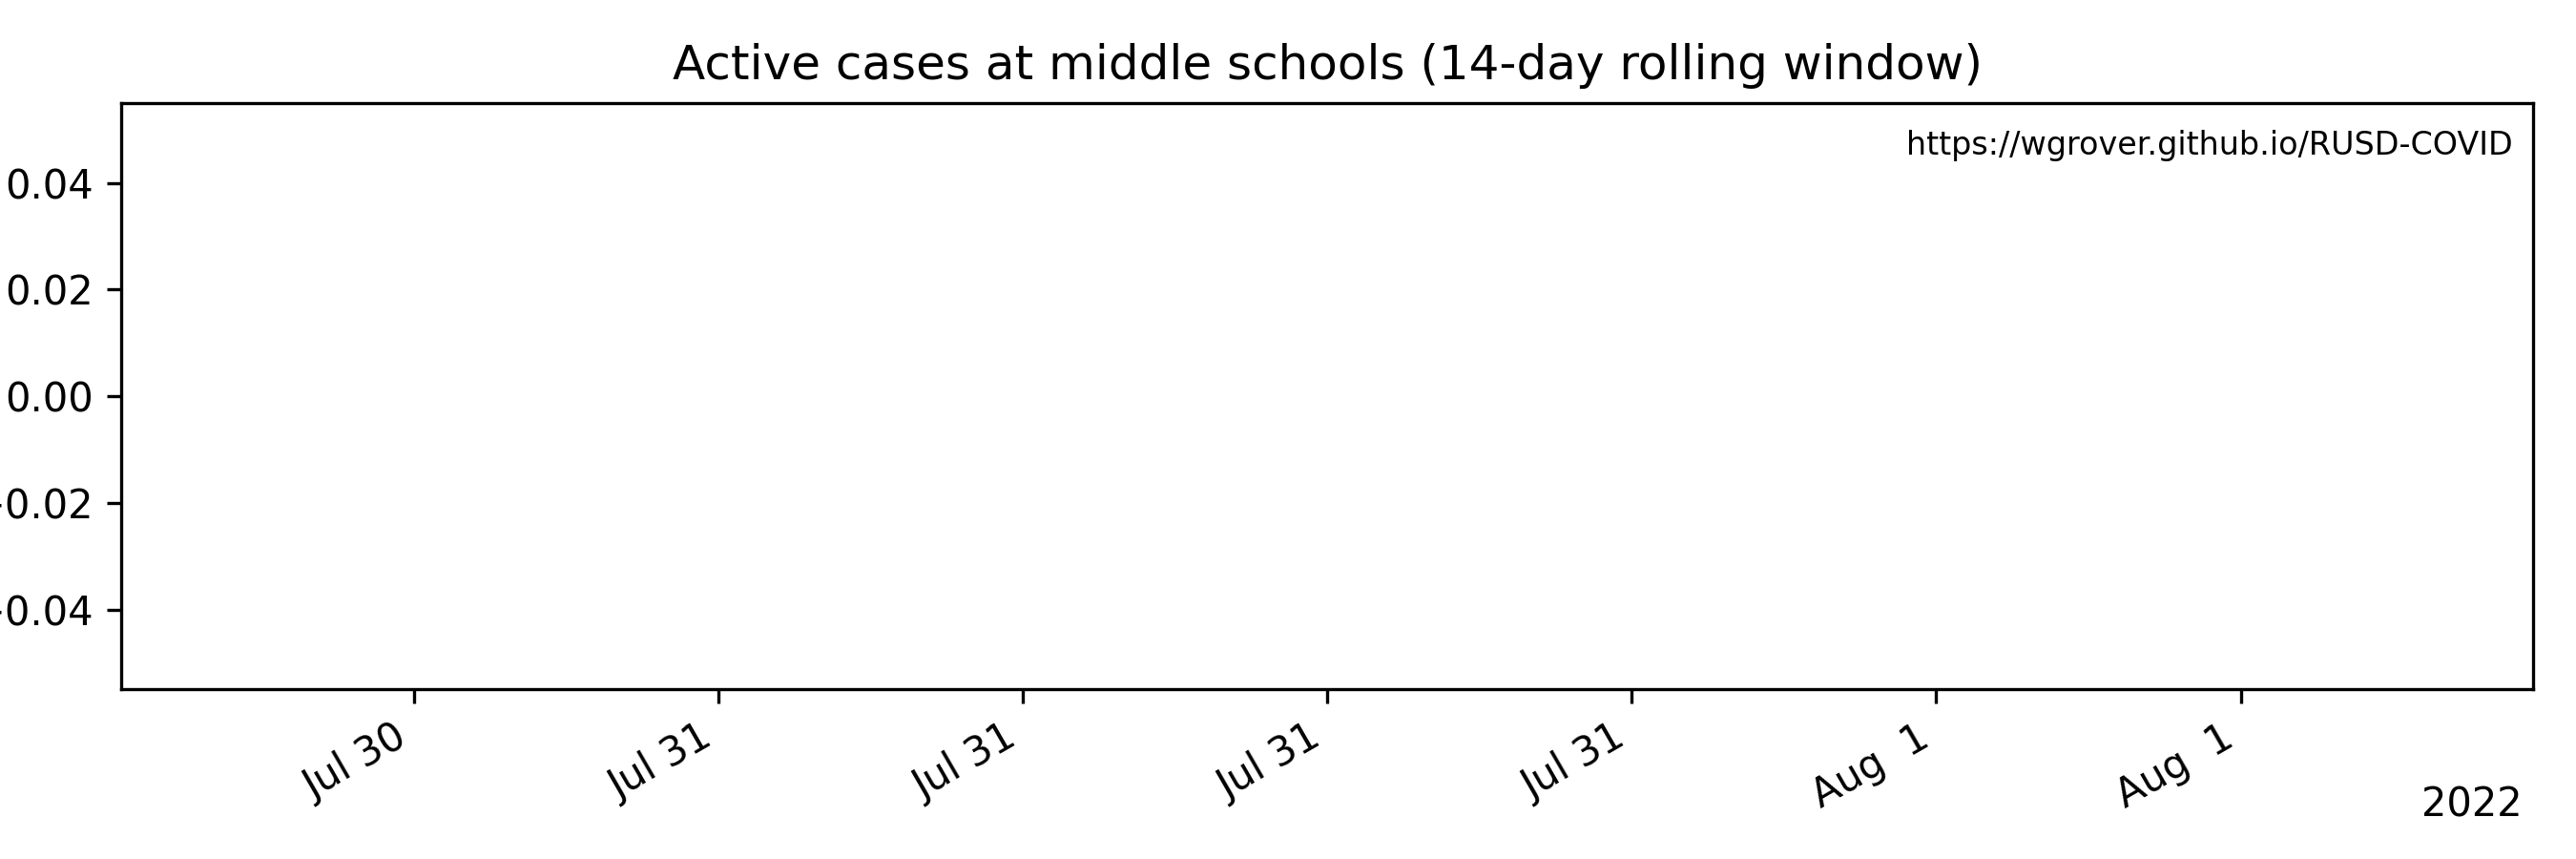 Active cases at middle schools (14-day rolling window)
https://wgrover.github.io/RUSD-COVID
0.04
0.02
0.00
-0.02
-0.04
Jul 30 Jul 31 Jul 31 Jul 31 Jul 31 Aug 1 Aug 1
2022